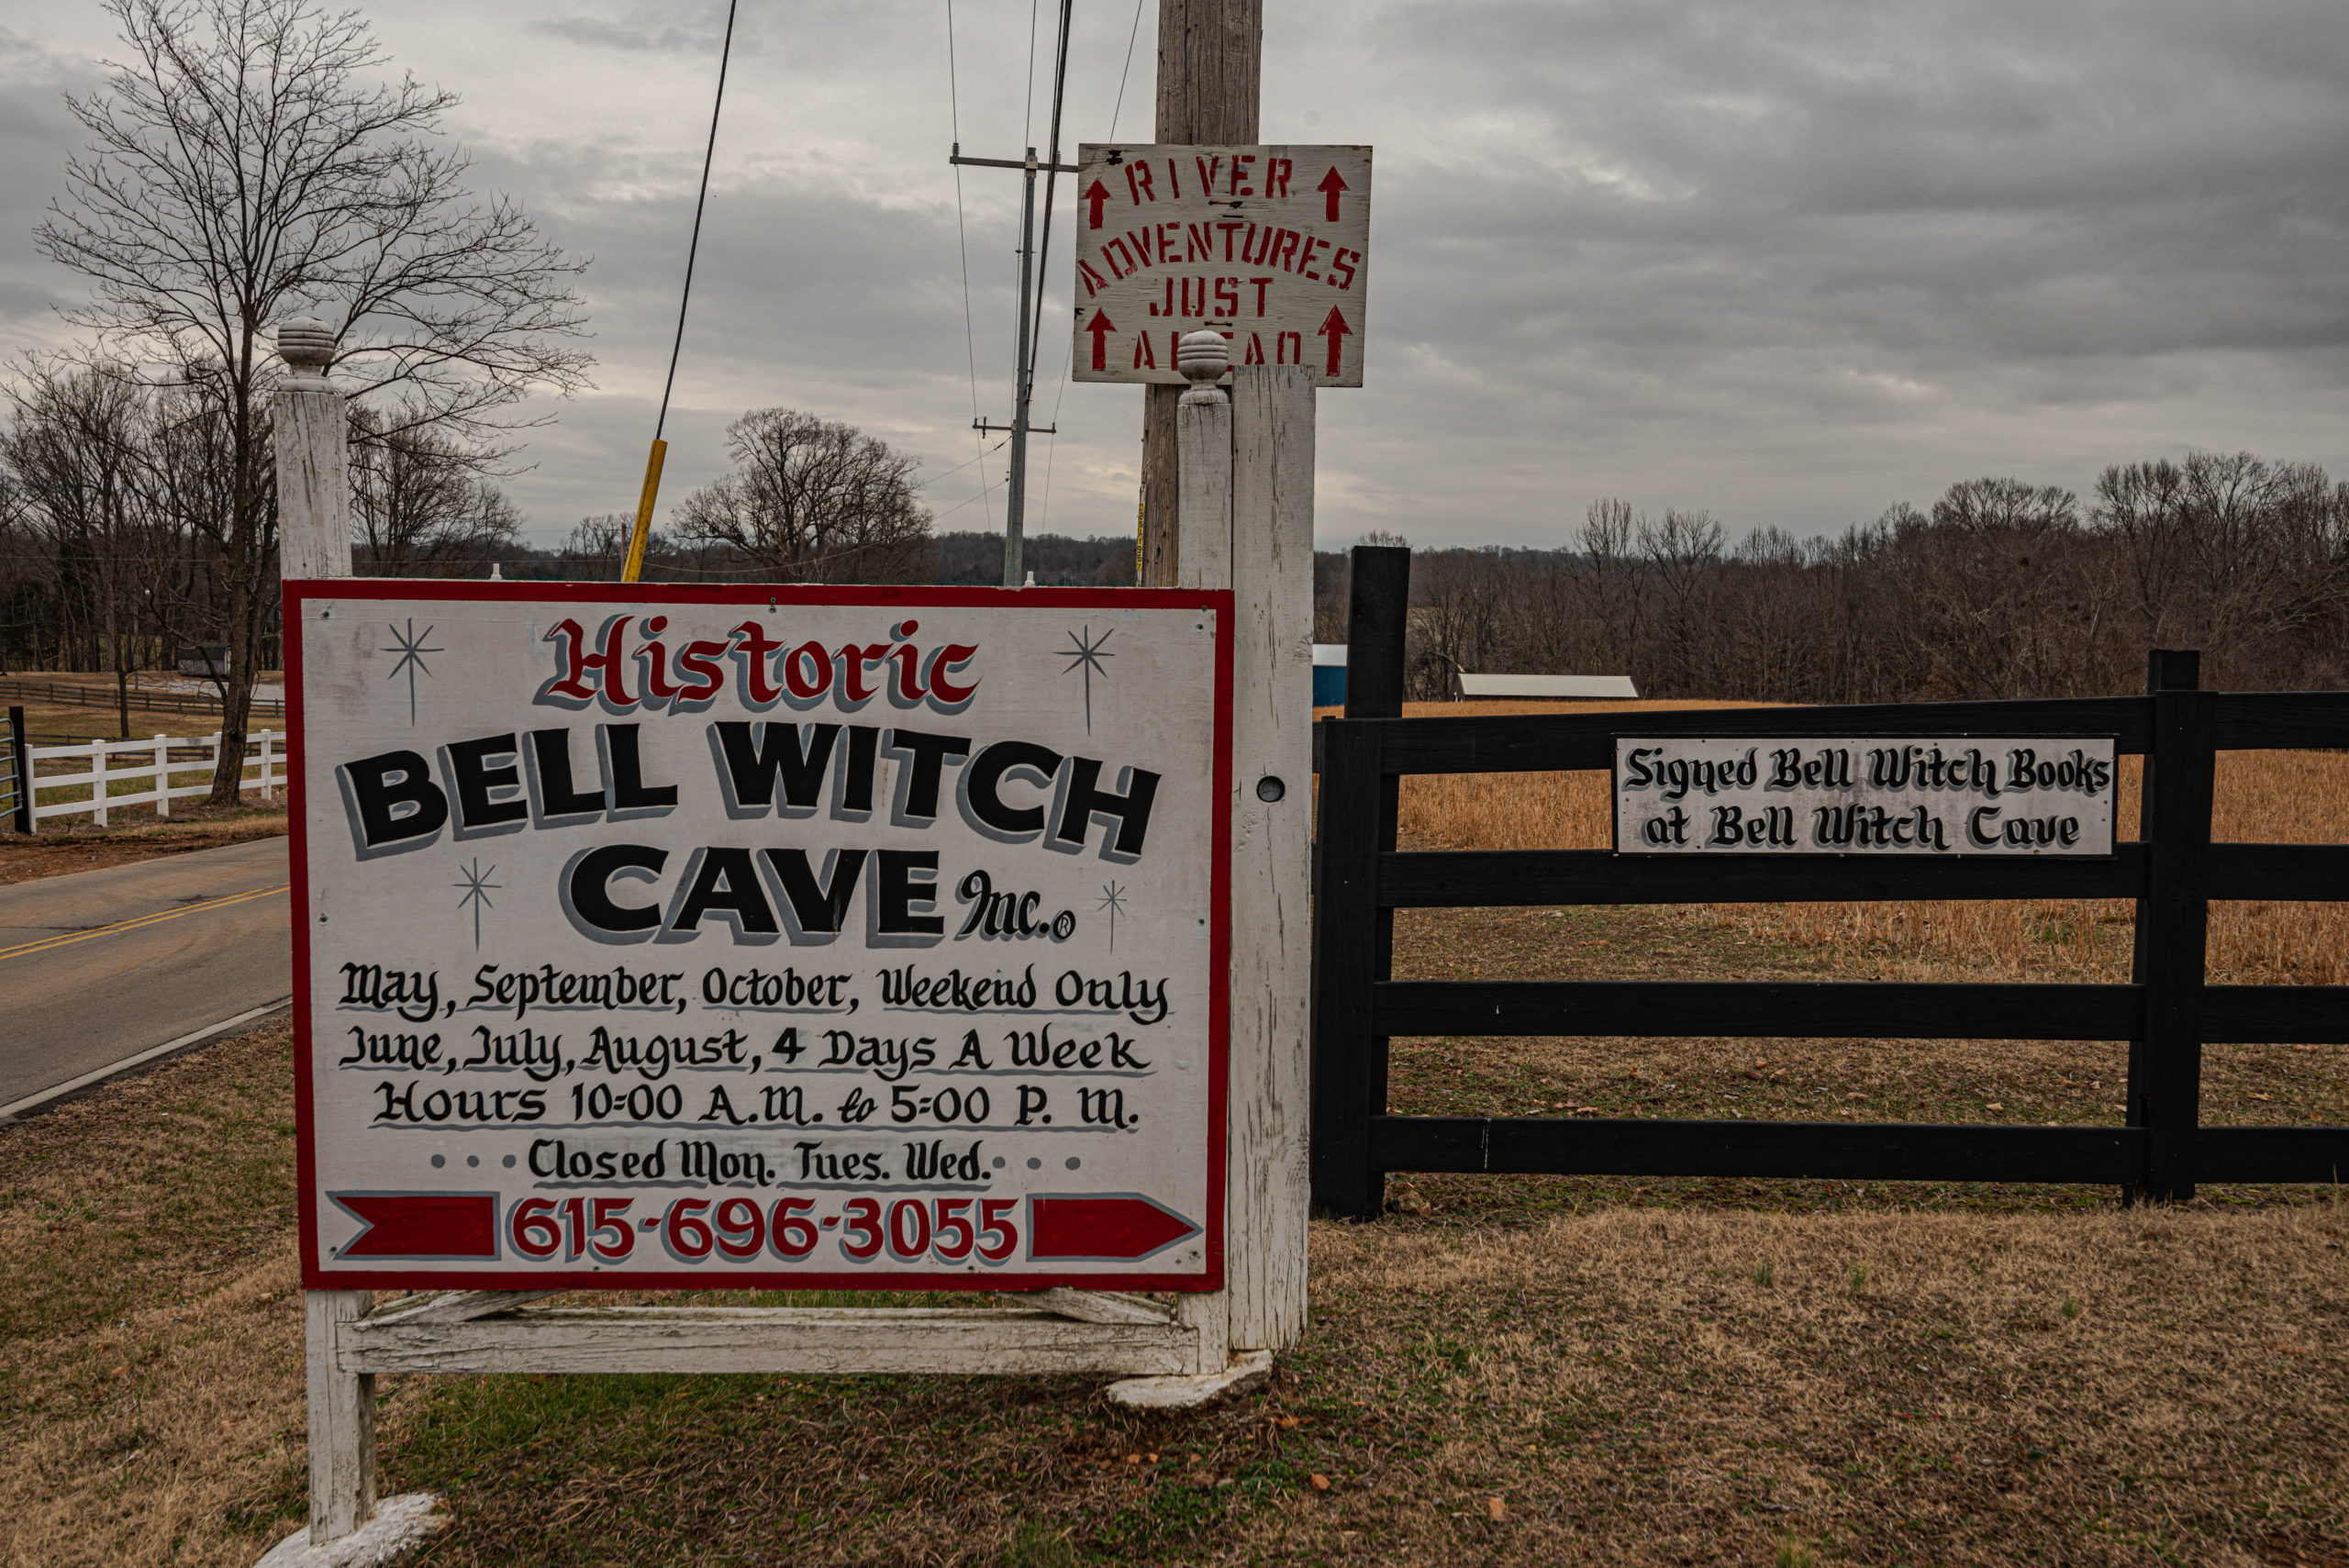 RIVER
ADVENTURES
JUST
AHEAD
Historic
BELL WITCH
CAVE Inc.®
May, September, October, Weekend Only
June, July, August, 4 Days A Week
Hours 10:00 A.M. to 5:00 P. M.
Closed Mon. Tues. Wed.
615-696-3055
Signed Bell Witch Books
at Bell Witch Cave